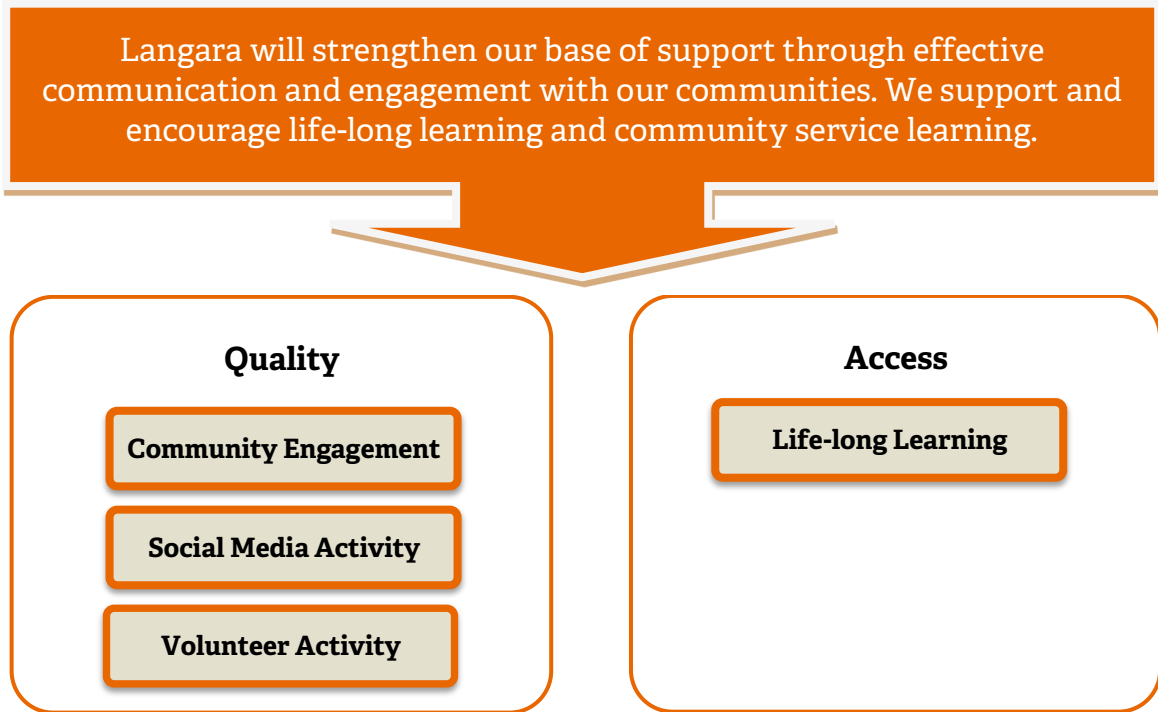 Langara will strengthen our base of support through effective
communication and engagement with our communities. We support and
encourage life-long learning and community service learning.
Quality
Community Engagement
Social Media Activity
Volunteer Activity
Access
Life-long Learning